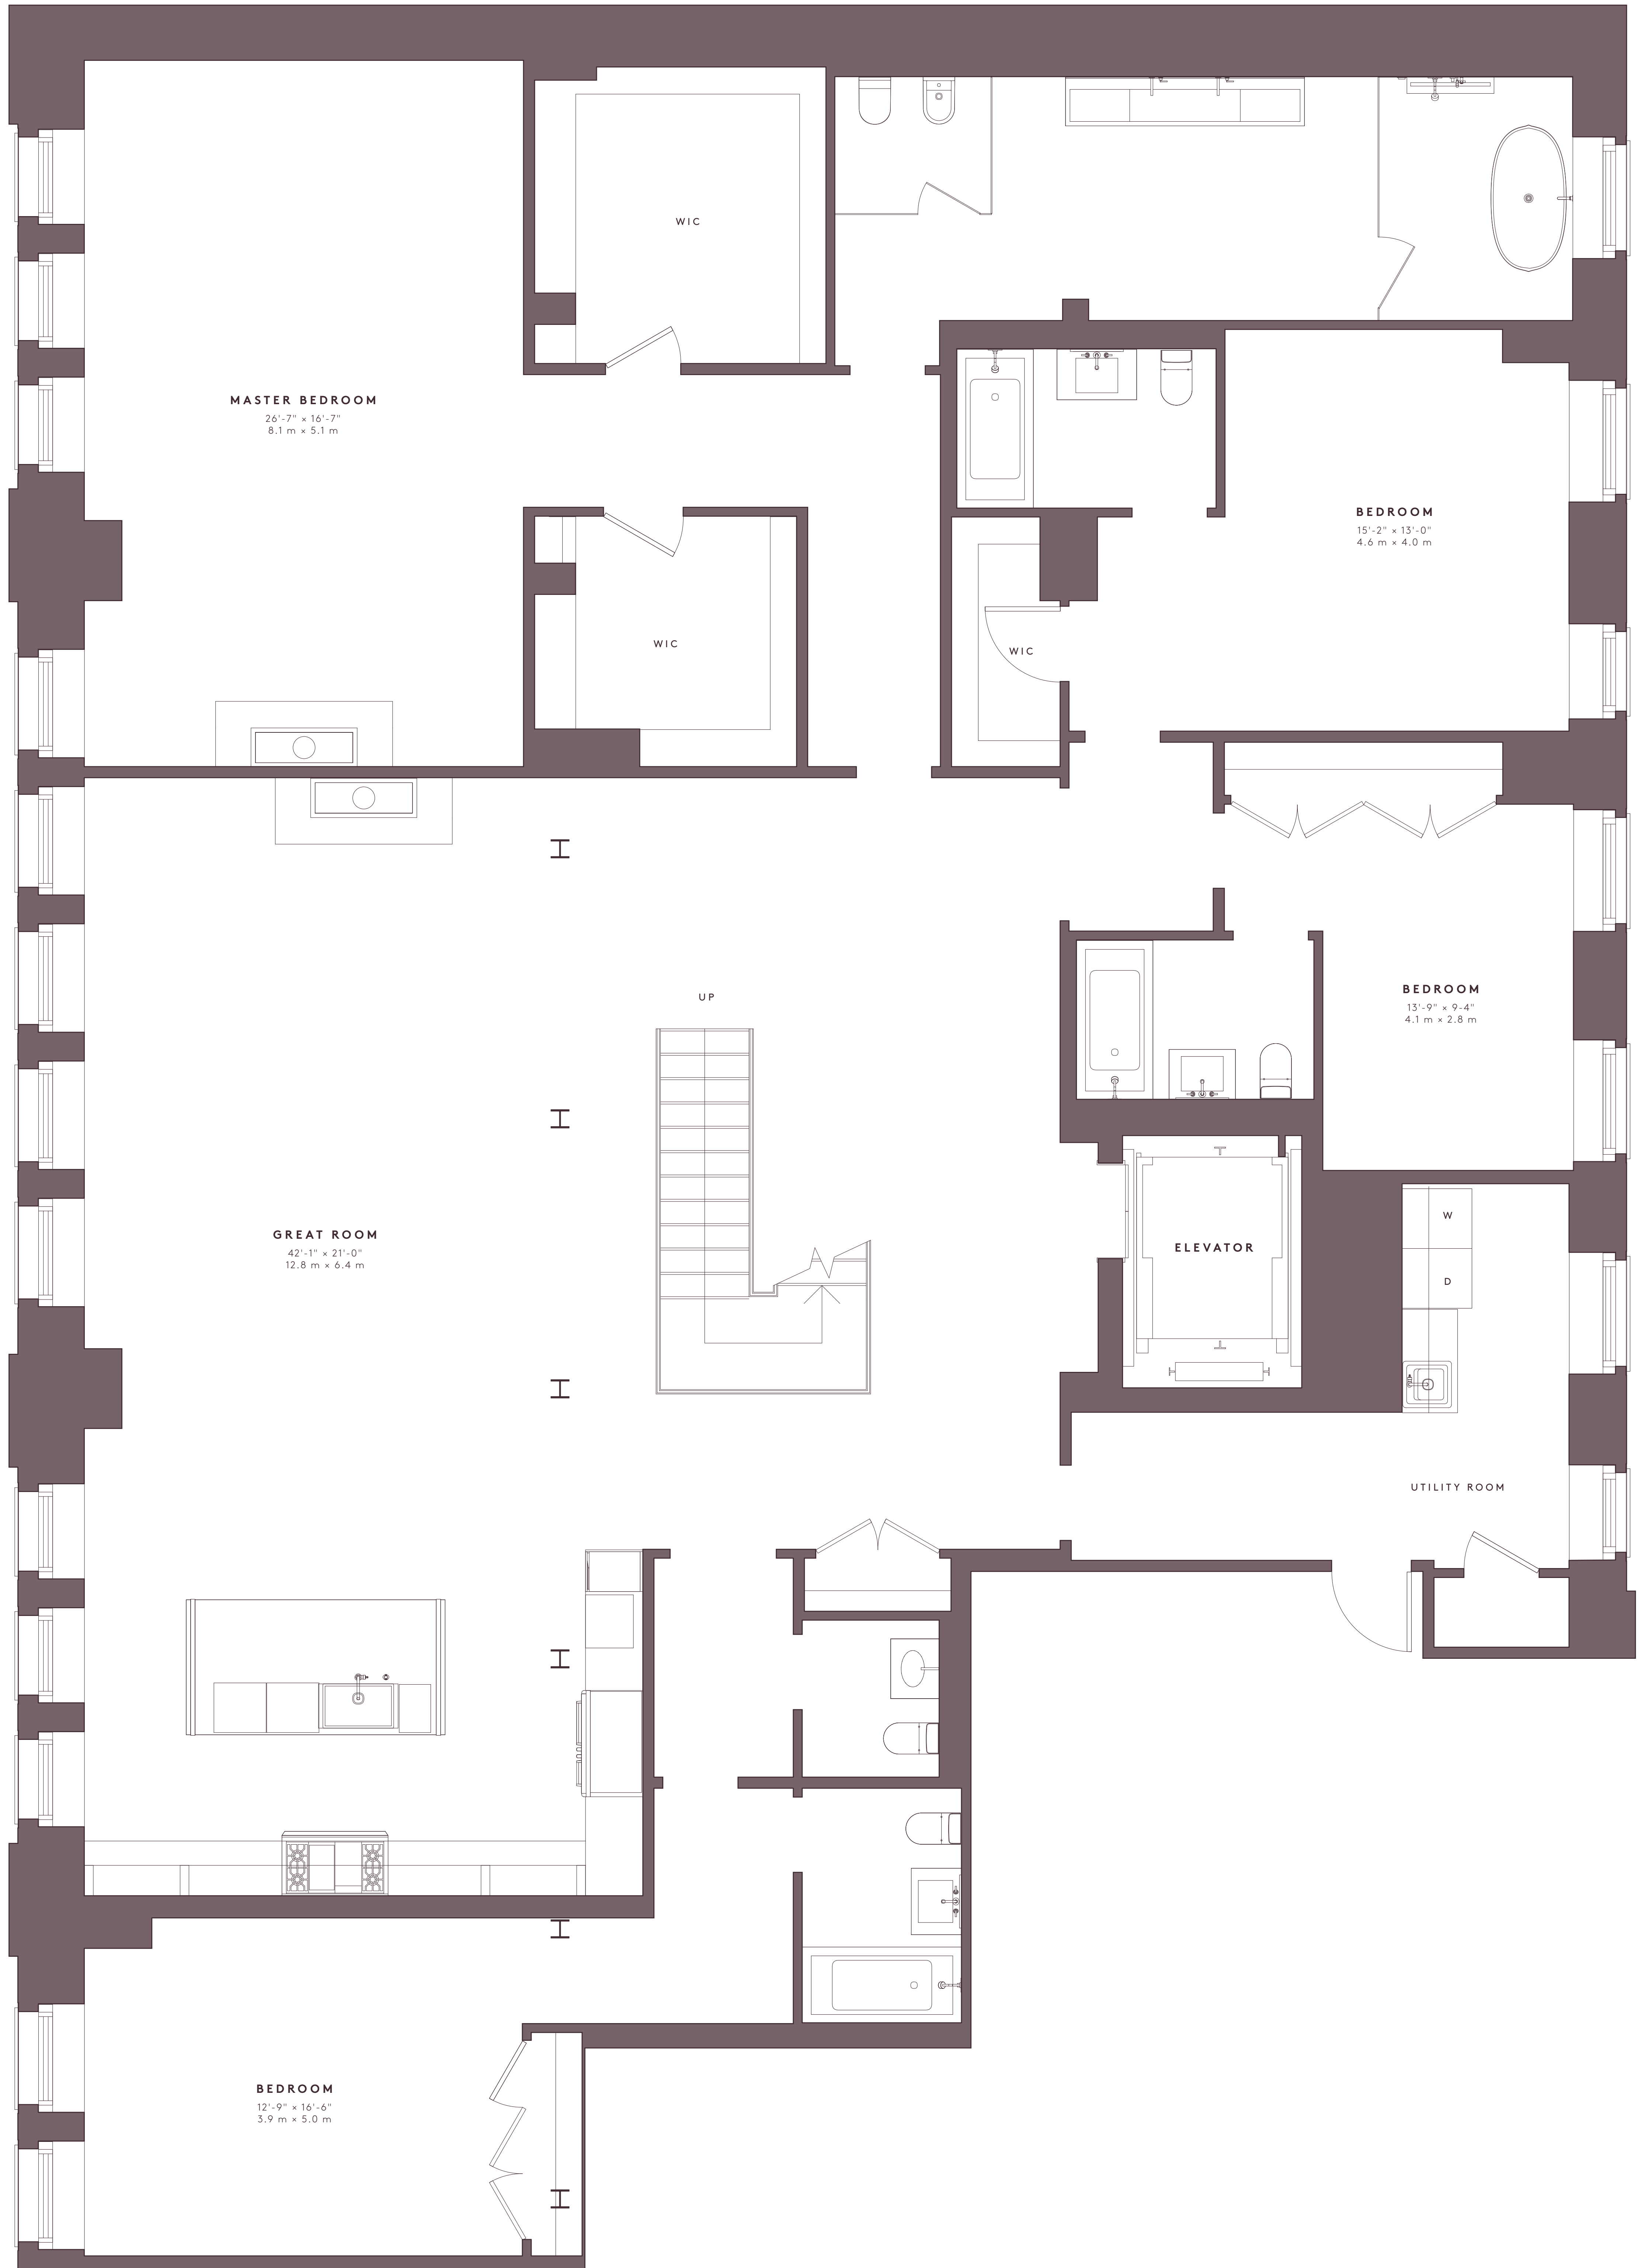 WIC
MASTER BEDROOM
26'-7" × 16'-7"
8.1 m × 5.1 m
BEDROOM
15'-2" × 13'-0"
4.6 m × 4.0 m
WIC
WIC
UP
BEDROOM
13'-9" × 9-4"
4.1 m × 2.8 m
GREAT ROOM
42'-1" × 21'-0"
12.8 m × 6.4 m
ELEVATOR
W
D
UTILITY ROOM
BEDROOM
12'-9" × 16'-6"
3.9 m × 5.0 m